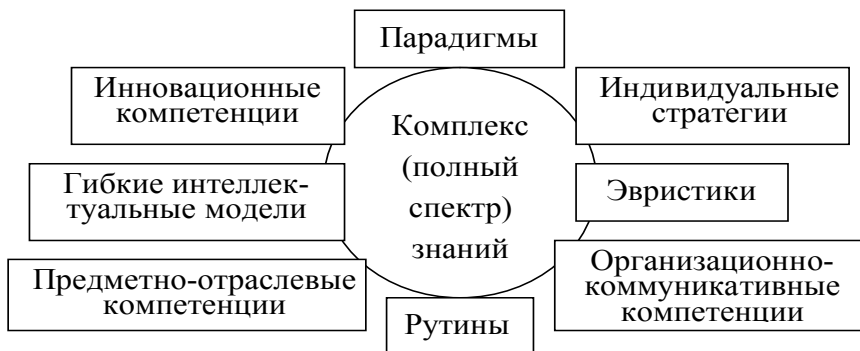 Парадигмы
Инновационные
компетенции
Индивидуальные
стратегии
Комплекс
(полный
спектр)
знаний
Гибкие интеллек-
туальные модели
Эвристики
Предметно-отраслевые
компетенции
Организационно-
коммуникативные
компетенции
Рутины